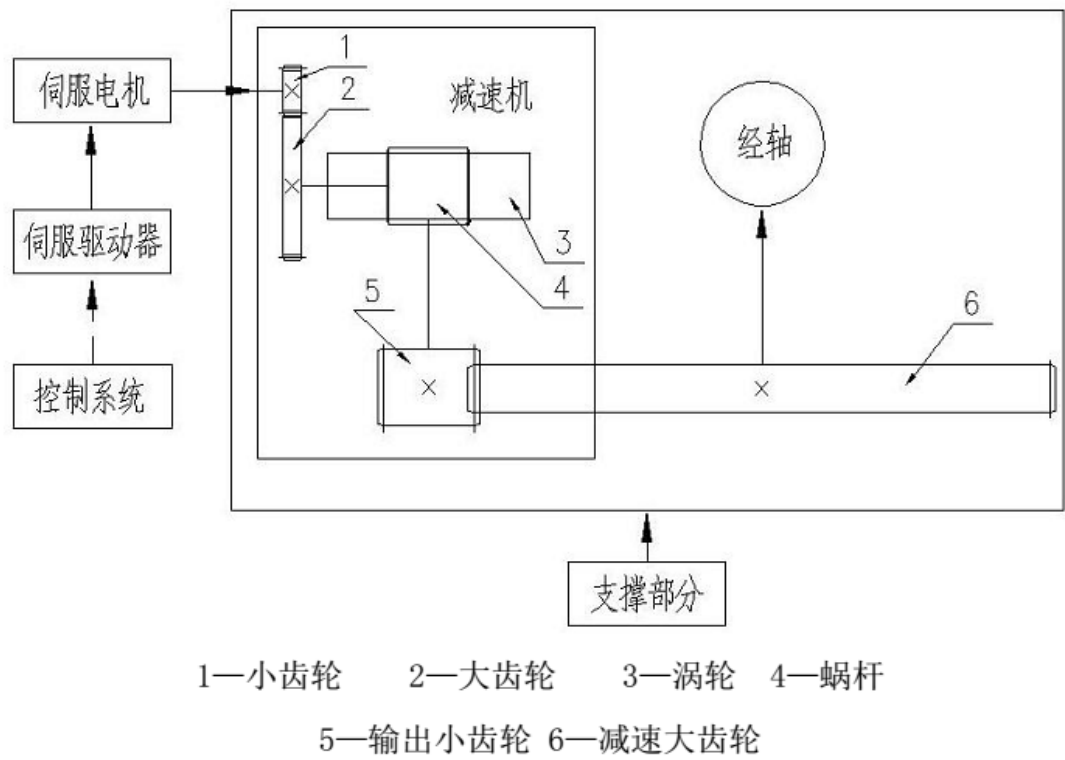 1
伺服电机
2
减速机
经轴
伺服驱动器
3
4
5
6
控制系统
支撑部分
1—小齿轮 2—大齿轮 3—涡轮 4—蜗杆
5—输出小齿轮 6—减速大齿轮